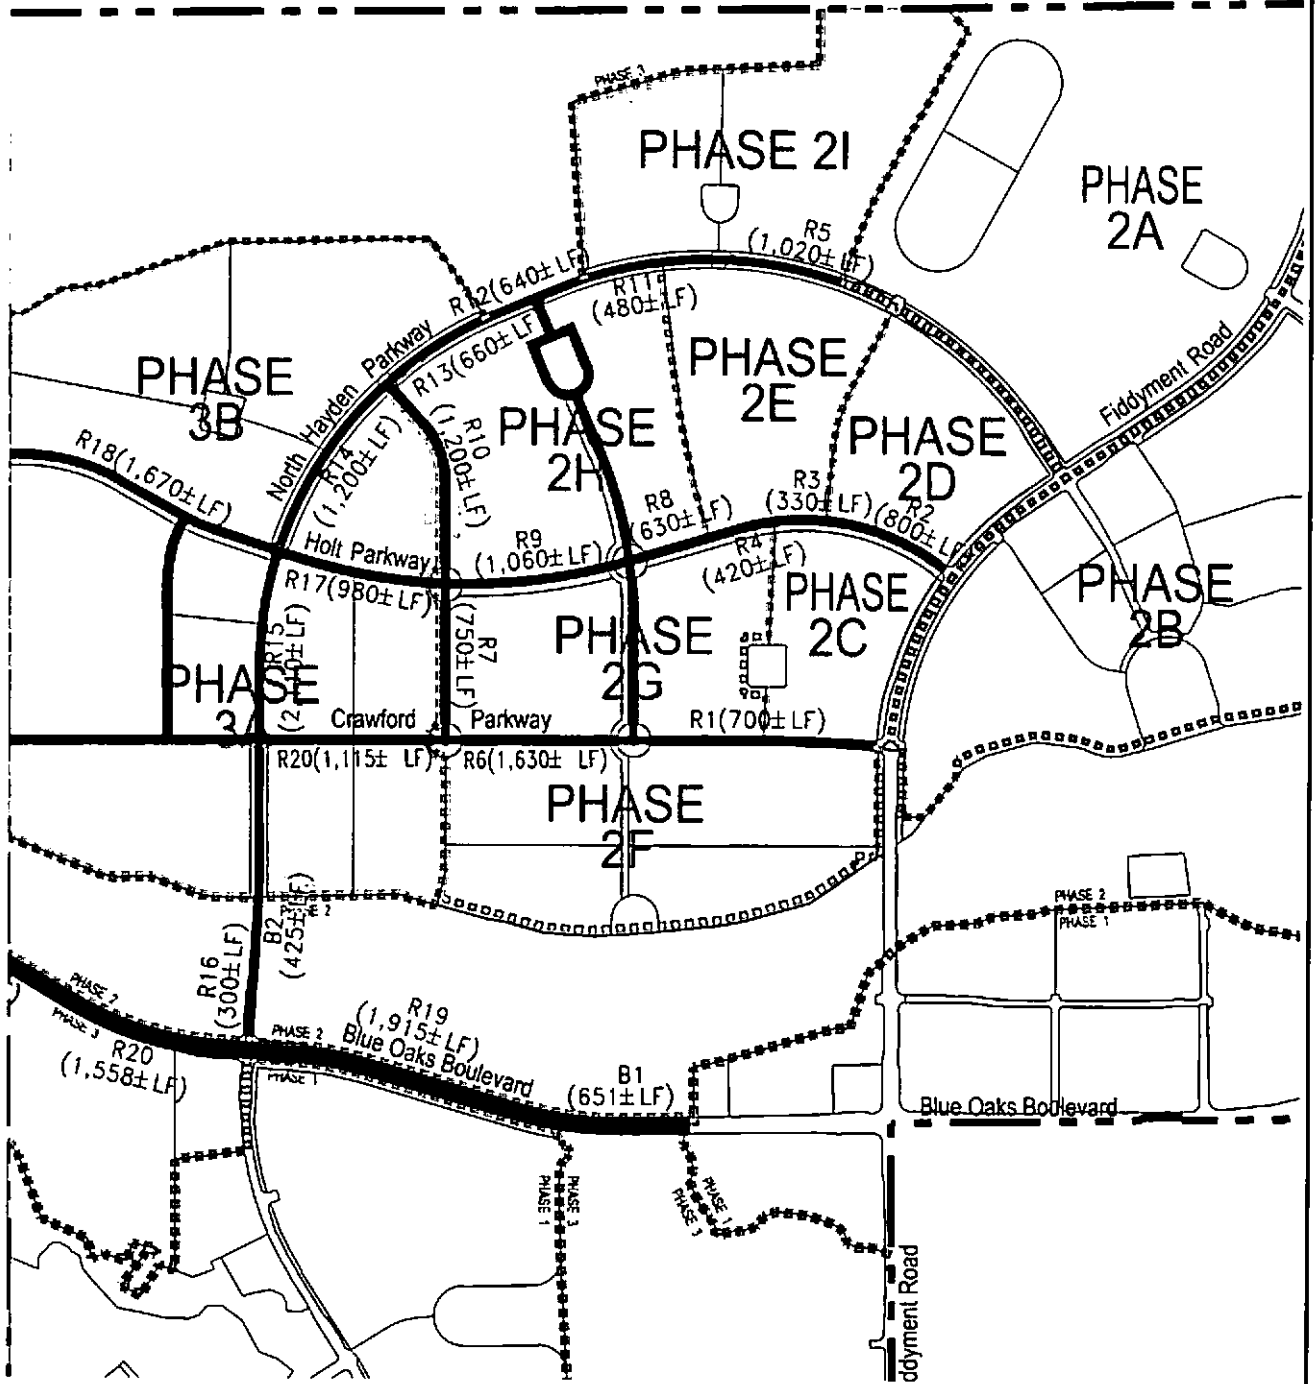 PHASE 3
PHASE 2I
PHASE
2A
R5
(1,020± LF)
R12(640± LF)
R11
(480± LF)
North Hayden Parkway
R13(660± LF
PHASE
3B
PHASE
2E
Fiddyment Road
R10
(1,200± LF)
PHASE
2H
PHASE
2D
R14
(1,200± LF)
R18(1,670± LF)
R3
(330± LF)
R2
(800± LF
R8
(630± LF)
R9
(1,060± LF)
R4
(420± LF)
Holt Parkway
R17(980± LF)
PHASE
2C
PHASE
2B
R7
(750± LF)
PHASE
2G
R15
PHASE
Crawford Parkway
R1(700± LF)
R20(1,115± LF)
R6(1,630± LF)
PHASE
2F
PHASE 2
PHASE 1
B2
(425± LF)
R16
(300± LF)
PHASE 2
PHASE 3
R20
(1,558± LF)
PHASE 2
PHASE 1
R19
(1,915± LF)
Blue Oaks Boulevard
B1
(651± LF)
Blue Oaks Boulevard
PHASE 3
PHASE 1
PHASE 1
PHASE 3
ddyment Road